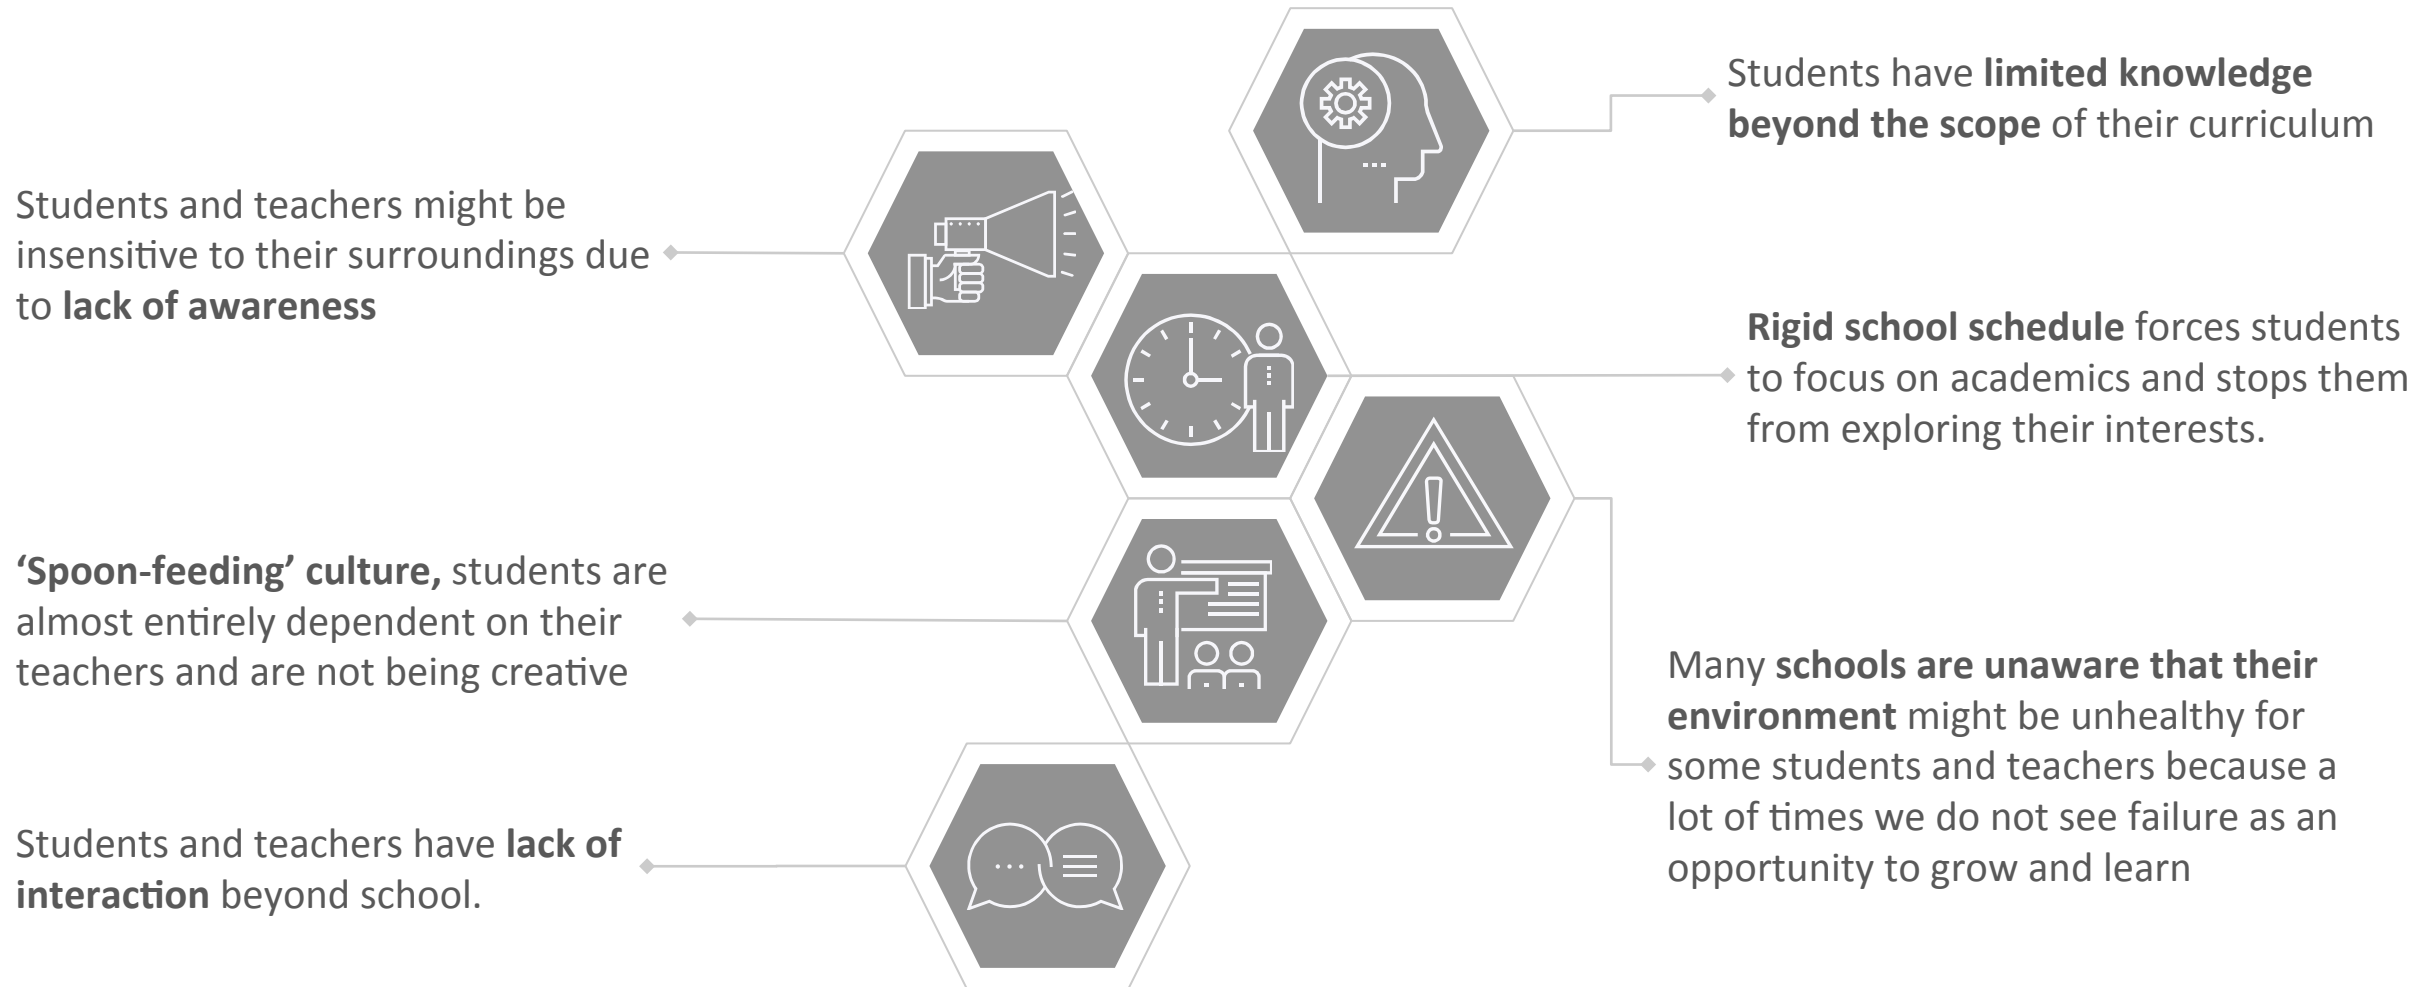 Students have limited knowledge
beyond the scope of their curriculum
Students and teachers might be
insensitive to their surroundings due
to lack of awareness
Rigid school schedule forces students
to focus on academics and stops them
from exploring their interests.
‘Spoon-feeding’ culture, students are
almost entirely dependent on their
teachers and are not being creative
Many schools are unaware that their
environment might be unhealthy for
some students and teachers because a
lot of times we do not see failure as an
opportunity to grow and learn
Students and teachers have lack of
interaction beyond school.